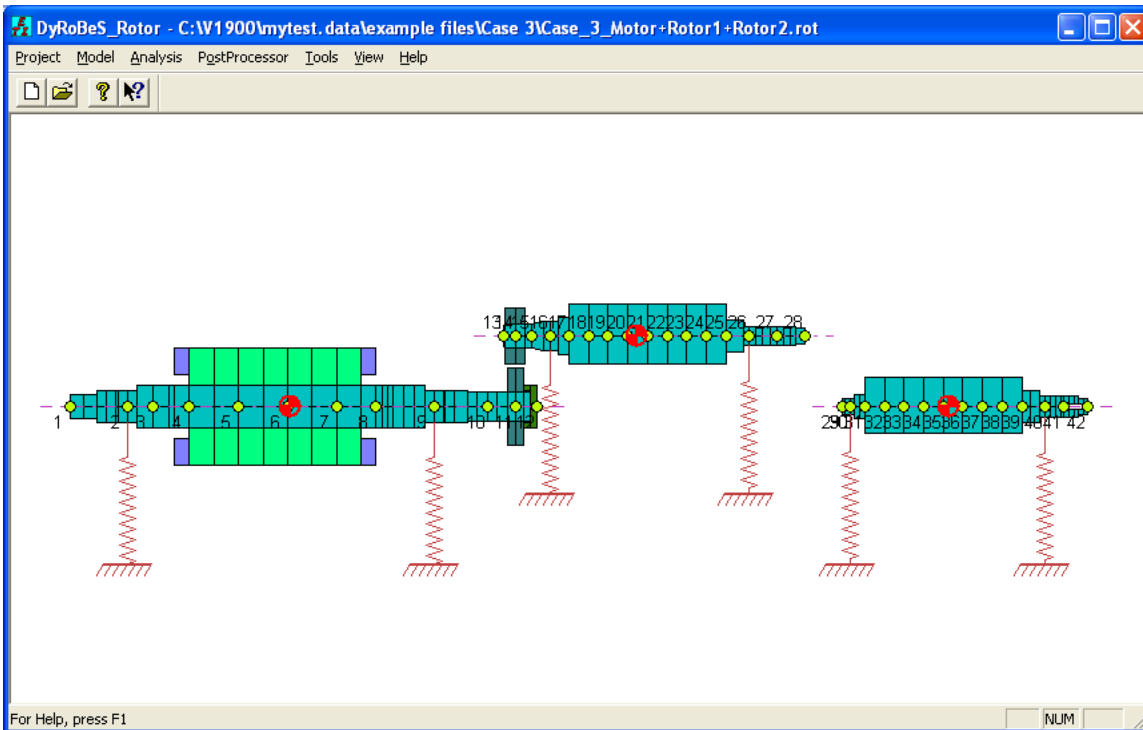 DyRoBeS_Rotor - C:\V1900\mytest.data\example files\Case 3\Case_3_Motor+Rotor1+Rotor2.rot
Project Model Analysis PostProcessor Tools View Help
13 14 15 16 17 18 19 20 21 22 23 24 25 26 27 28
1 2 3 4 5 6 7 8 9 10 11 12 29 30 31 32 33 34 35 36 37 38 39 40 41 42
For Help, press F1 NUM